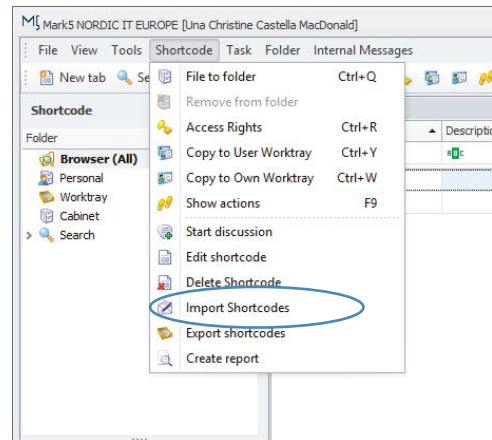 Mark5 NORDIC IT EUROPE [Una Christine Castella MacDonald]
File View Tools Shortcode Task Folder Internal Messages
New tab
Shortcode
Folder
Browser (All)
Personal
Worktray
Cabinet
Search
File to folder Ctrl+Q
Remove from folder
Access Rights Ctrl+R
Copy to User Worktray Ctrl+Y
Copy to Own Worktray Ctrl+W
Show actions F9
Start discussion
Edit shortcode
Delete Shortcode
Import Shortcodes
Export shortcodes
Create report